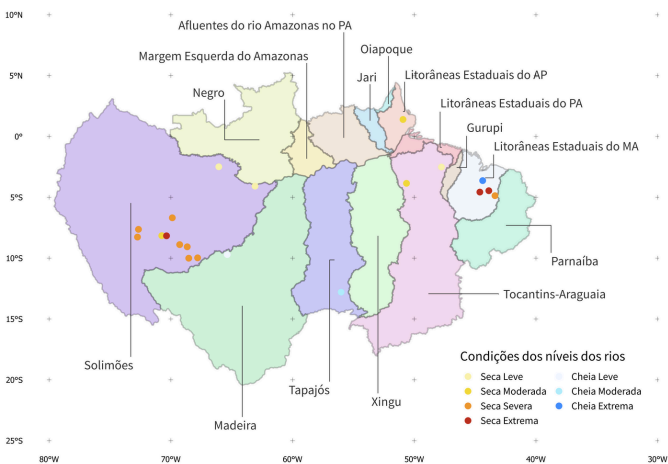 10°N
Afluentes do rio Amazonas no PA
Oiapoque
Margem Esquerda do Amazonas
Jari
Litorâneas Estaduais do AP
5°N
Negro
Litorâneas Estaduais do PA
Gurupi
0°
Litorâneas Estaduais do MA
5°S
10°S
Parnaíba
Tocantins-Araguaia
15°S
Solimões
Tapajós
Xingu
Madeira
20°S
25°S
Condições dos níveis dos rios
Seca Leve
Seca Moderada
Seca Severa
Seca Extrema
Cheia Leve
Cheia Moderada
Cheia Extrema
80°W 70°W 60°W 50°W 40°W 30°W